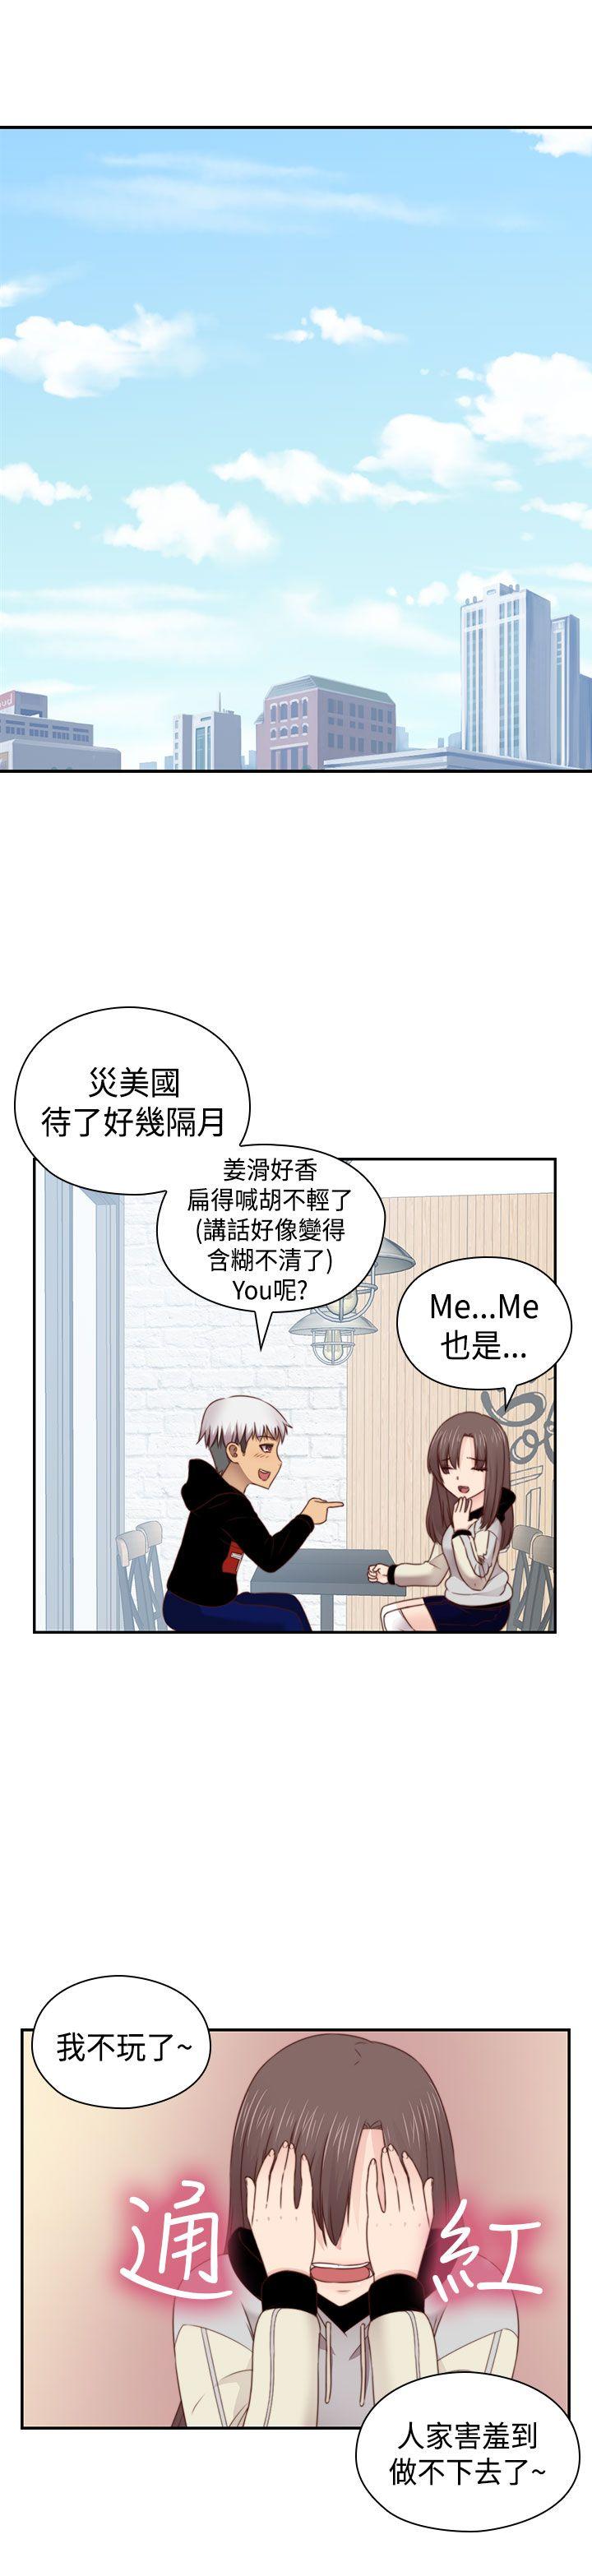 災美國
待了好幾隔月
姜滑好香
扁得喊胡不輕了
(講話好像變得
含糊不清了)
You呢?
Me...Me
也是...
我不玩了~
通紅
人家害羞到
做不下去了~